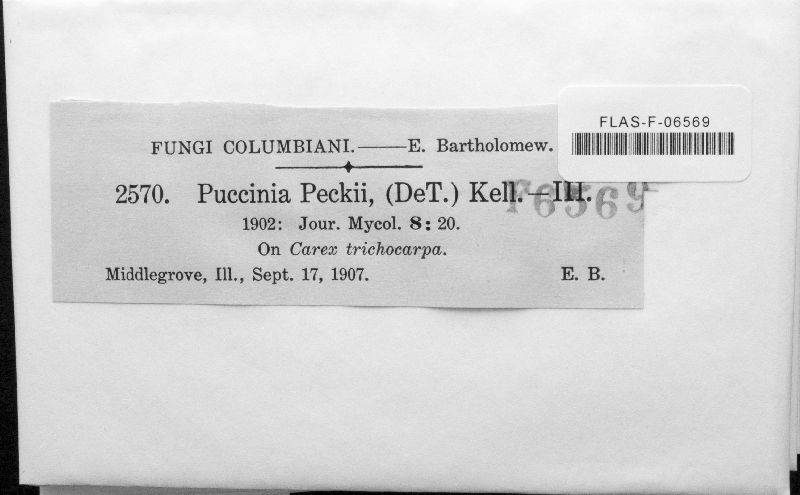 FLAS-F-06569
FUNGI COLUMBIANI.——E. Bartholomew.
2570. Puccinia Peckii, (DeT.) Kell.—III.
F6569
1902: Jour. Mycol. 8: 20.
On Carex trichocarpa.
Middlegrove, Ill., Sept. 17, 1907. E. B.